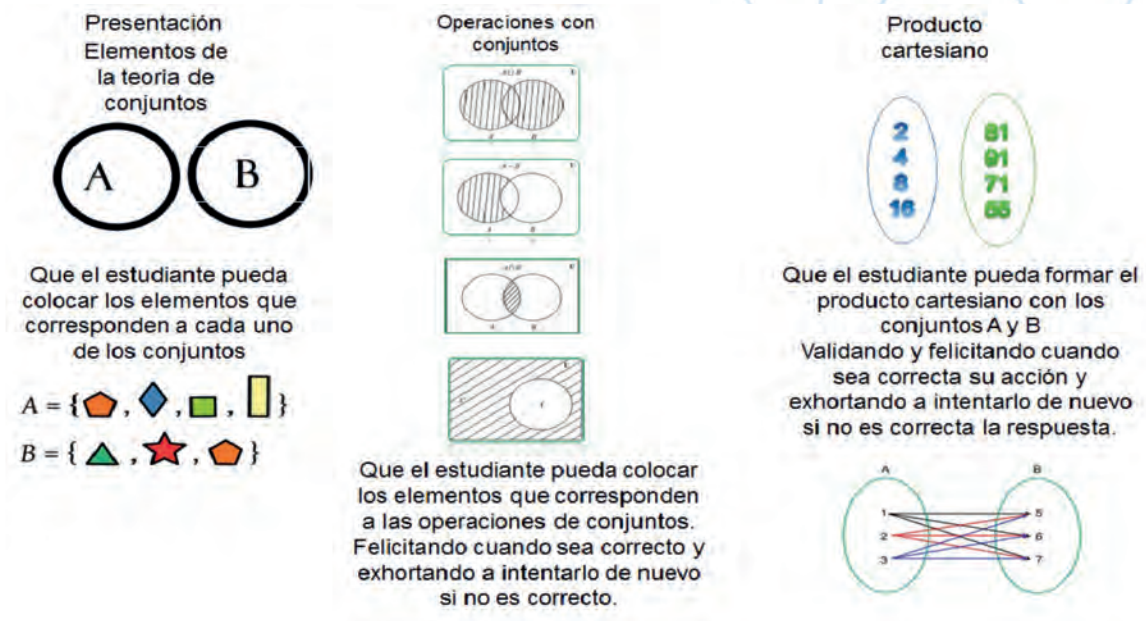 Presentación
Elementos de
la teoria de
conjuntos
A B
Que el estudiante pueda
colocar los elementos que
corresponden a cada uno
de los conjuntos
A = { , , , }
B = { , , }
Operaciones con
conjuntos
U
A B
A - B U
A B
A∩B U
A B
Que el estudiante pueda colocar
los elementos que corresponden
a las operaciones de conjuntos.
Felicitando cuando sea correcto y
exhortando a intentarlo de nuevo
si no es correcto.
Producto
cartesiano
2 81
4 91
8 71
16
Que el estudiante pueda formar el
producto cartesiano con los
conjuntos A y B
Validando y felicitando cuando
sea correcta su acción y
exhortando a intentarlo de nuevo
si no es correcta la respuesta.
A B
1 5
2 6
3 7